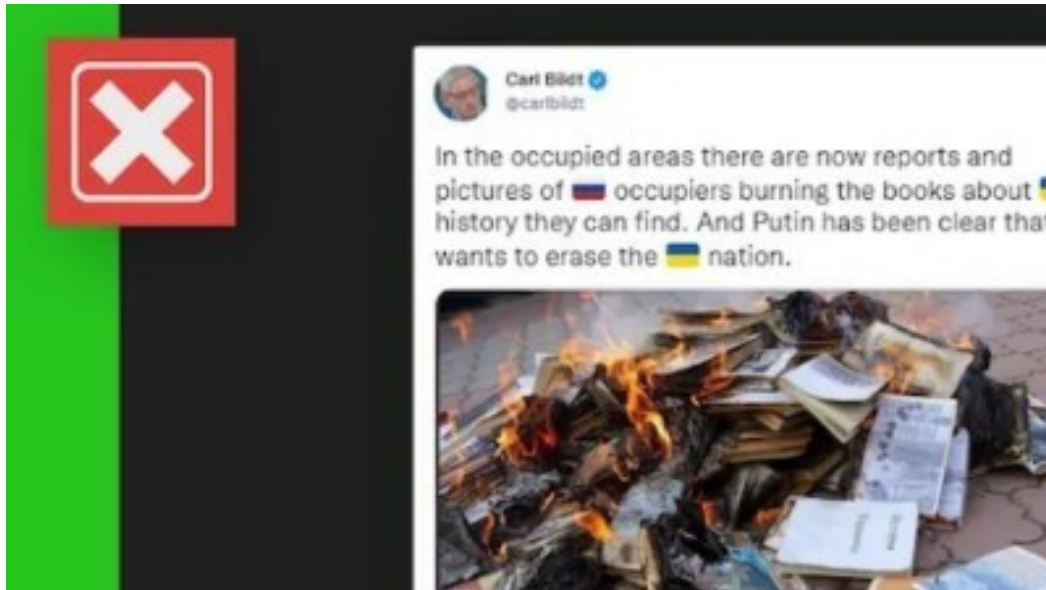 Carl Bildt
@carlbildt
In the occupied areas there are now reports and
pictures of 🇷🇺 occupiers burning the books about 🇺🇦
history they can find. And Putin has been clear that
wants to erase the 🇺🇦 nation.